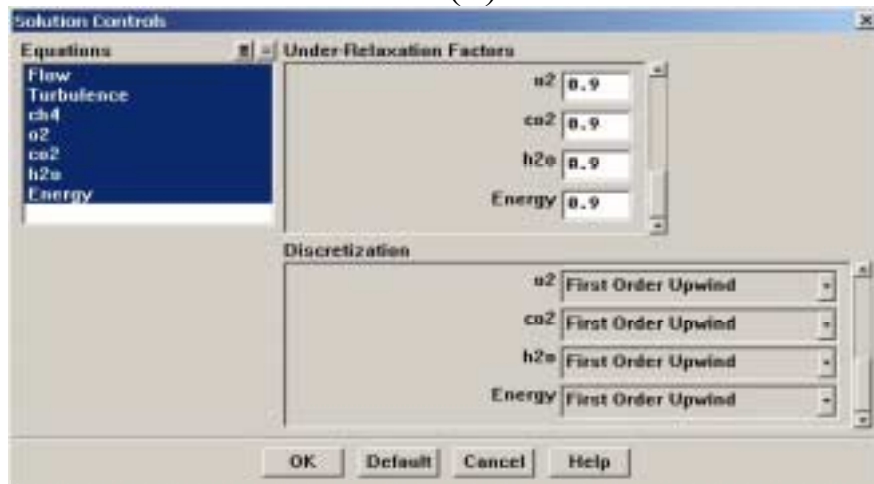 Solution Controls
Equations
Flow
Turbulence
ch4
o2
co2
h2o
Energy
Under-Relaxation Factors
o2 0.9
co2 0.9
h2o 0.9
Energy 0.9
Discretization
o2 First Order Upwind
co2 First Order Upwind
h2o First Order Upwind
Energy First Order Upwind
OK Default Cancel Help